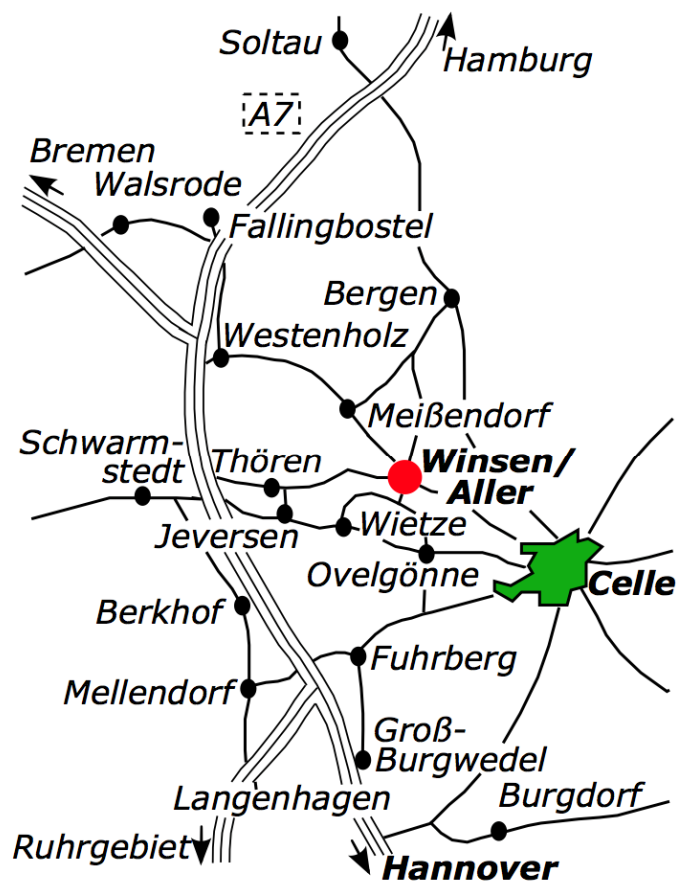 Soltau
Hamburg
A7
Bremen
Walsrode
Fallingbostel
Bergen
Westenholz
Meißendorf
Schwarm-
stedt
Thören
Winsen/
Aller
Jeversen
Wietze
Ovelgönne
Celle
Berkhof
Fuhrberg
Mellendorf
Groß-
Burgwedel
Langenhagen
Burgdorf
Ruhrgebiet
Hannover